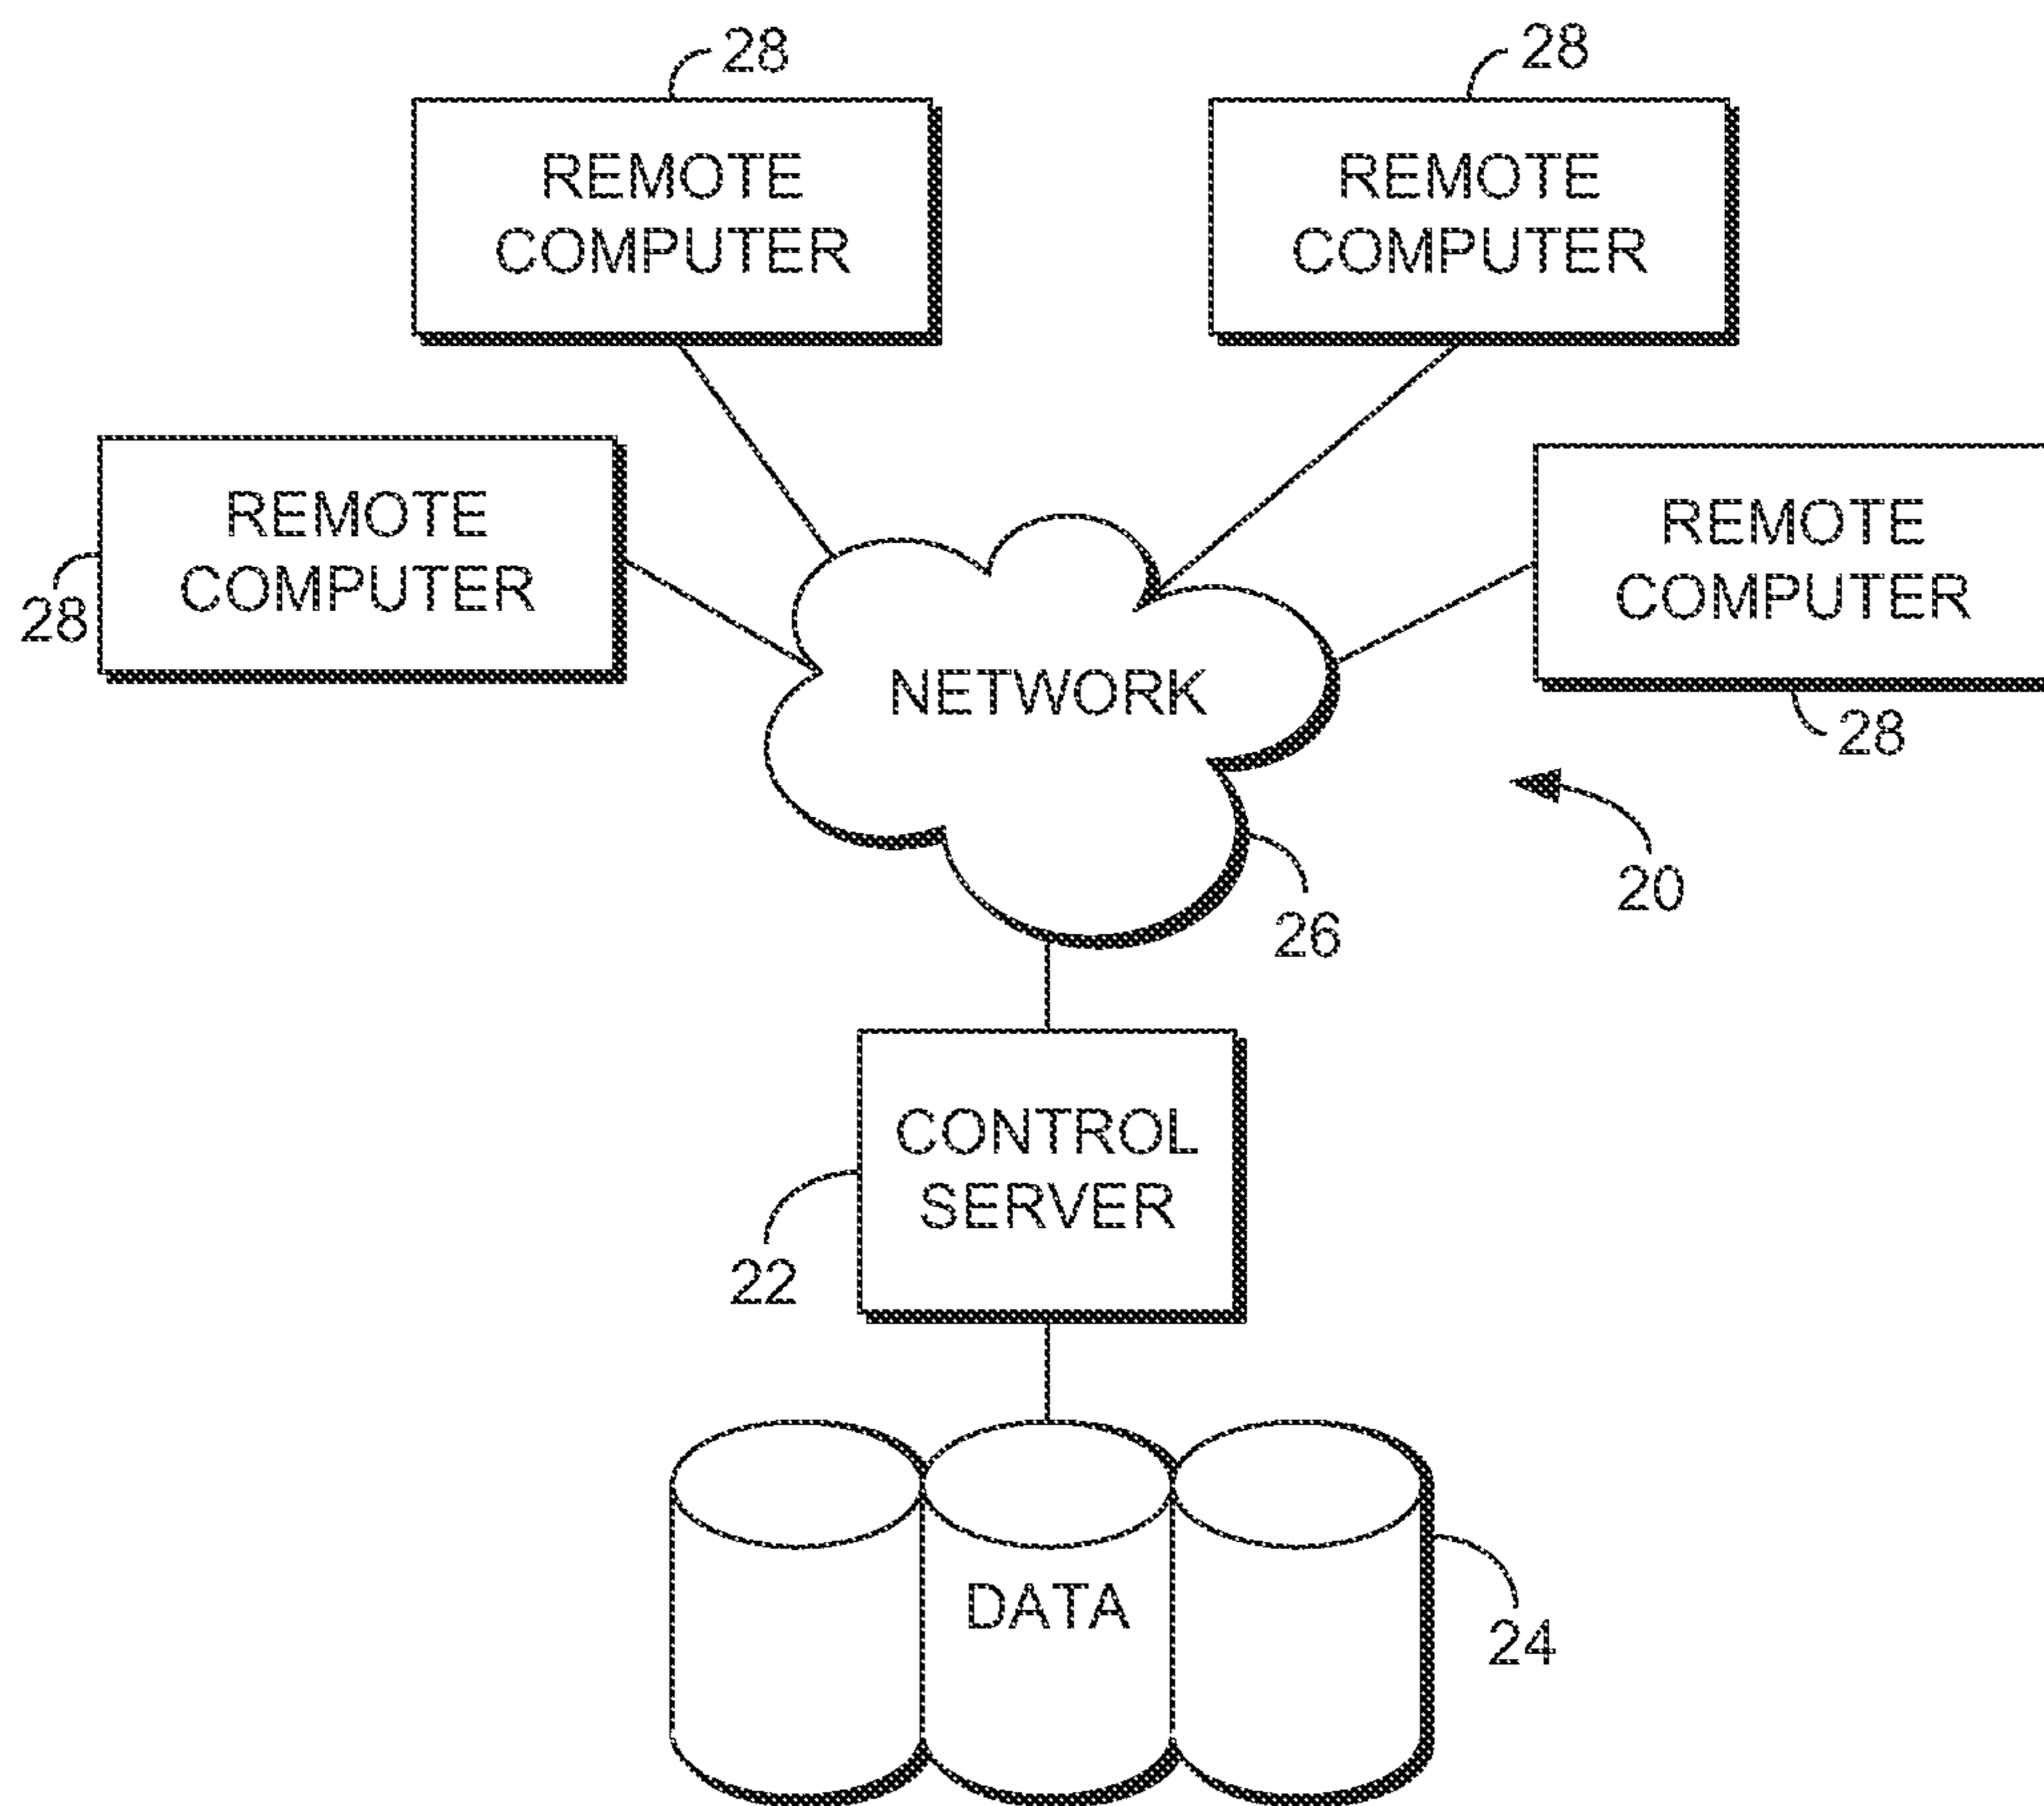 28
28
REMOTE
COMPUTER
REMOTE
COMPUTER
REMOTE
COMPUTER
28
REMOTE
COMPUTER
28
NETWORK
20
26
CONTROL
SERVER
22
DATA
24